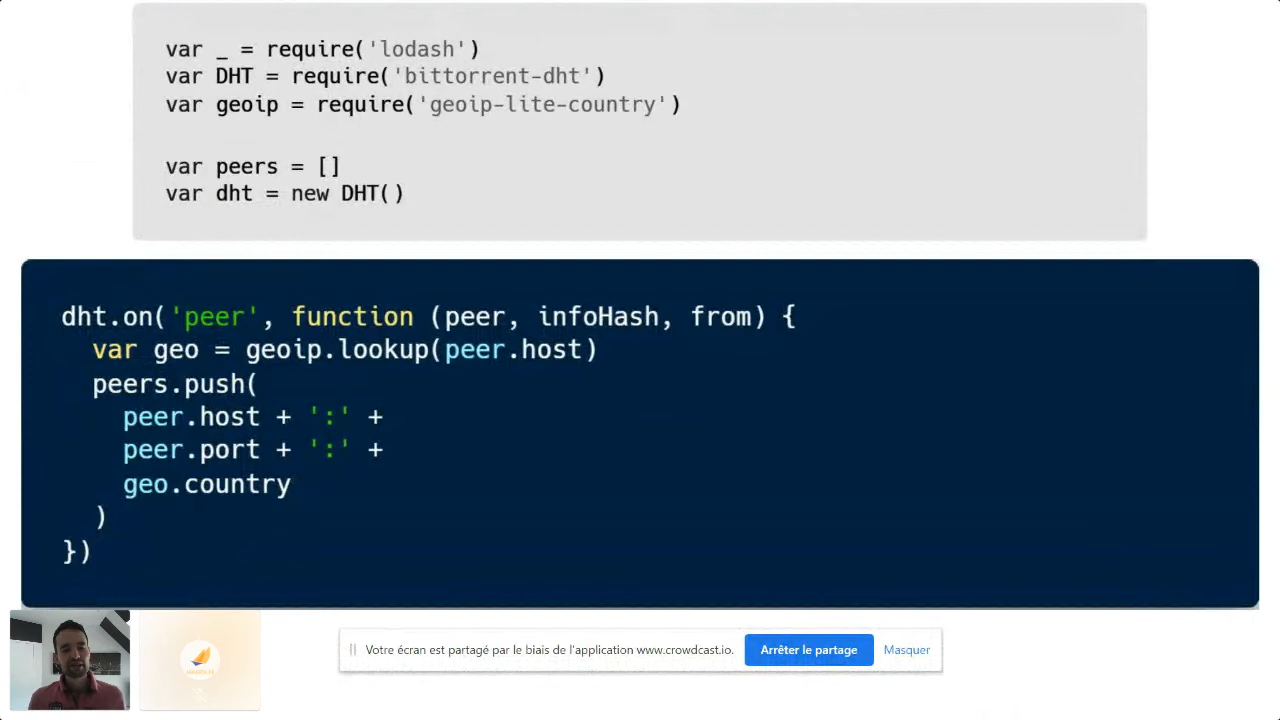 var _ = require('lodash')
var DHT = require('bittorrent-dht')
var geoip = require('geoip-lite-country')
var peers = []
var dht = new DHT()
dht.on('peer', function (peer, infoHash, from) {
var geo = geoip.lookup(peer.host)
peers.push(
peer.host + ':' +
peer.port + ':' +
geo.country
)
})
Votre écran est partagé par le biais de l'application www.crowdcast.io.
Arrêter le partage
Masquer